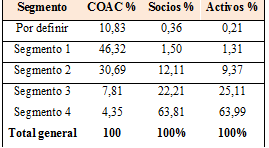 Segmento COAC % Socios % Activos %
Por definir 10,83 0,36 0,21
Segmento 1 46,32 1,50 1,31
Segmento 2 30,69 12,11 9,37
Segmento 3 7,81 22,21 25,11
Segmento 4 4,35 63,81 63,99
Total general 100 100% 100%